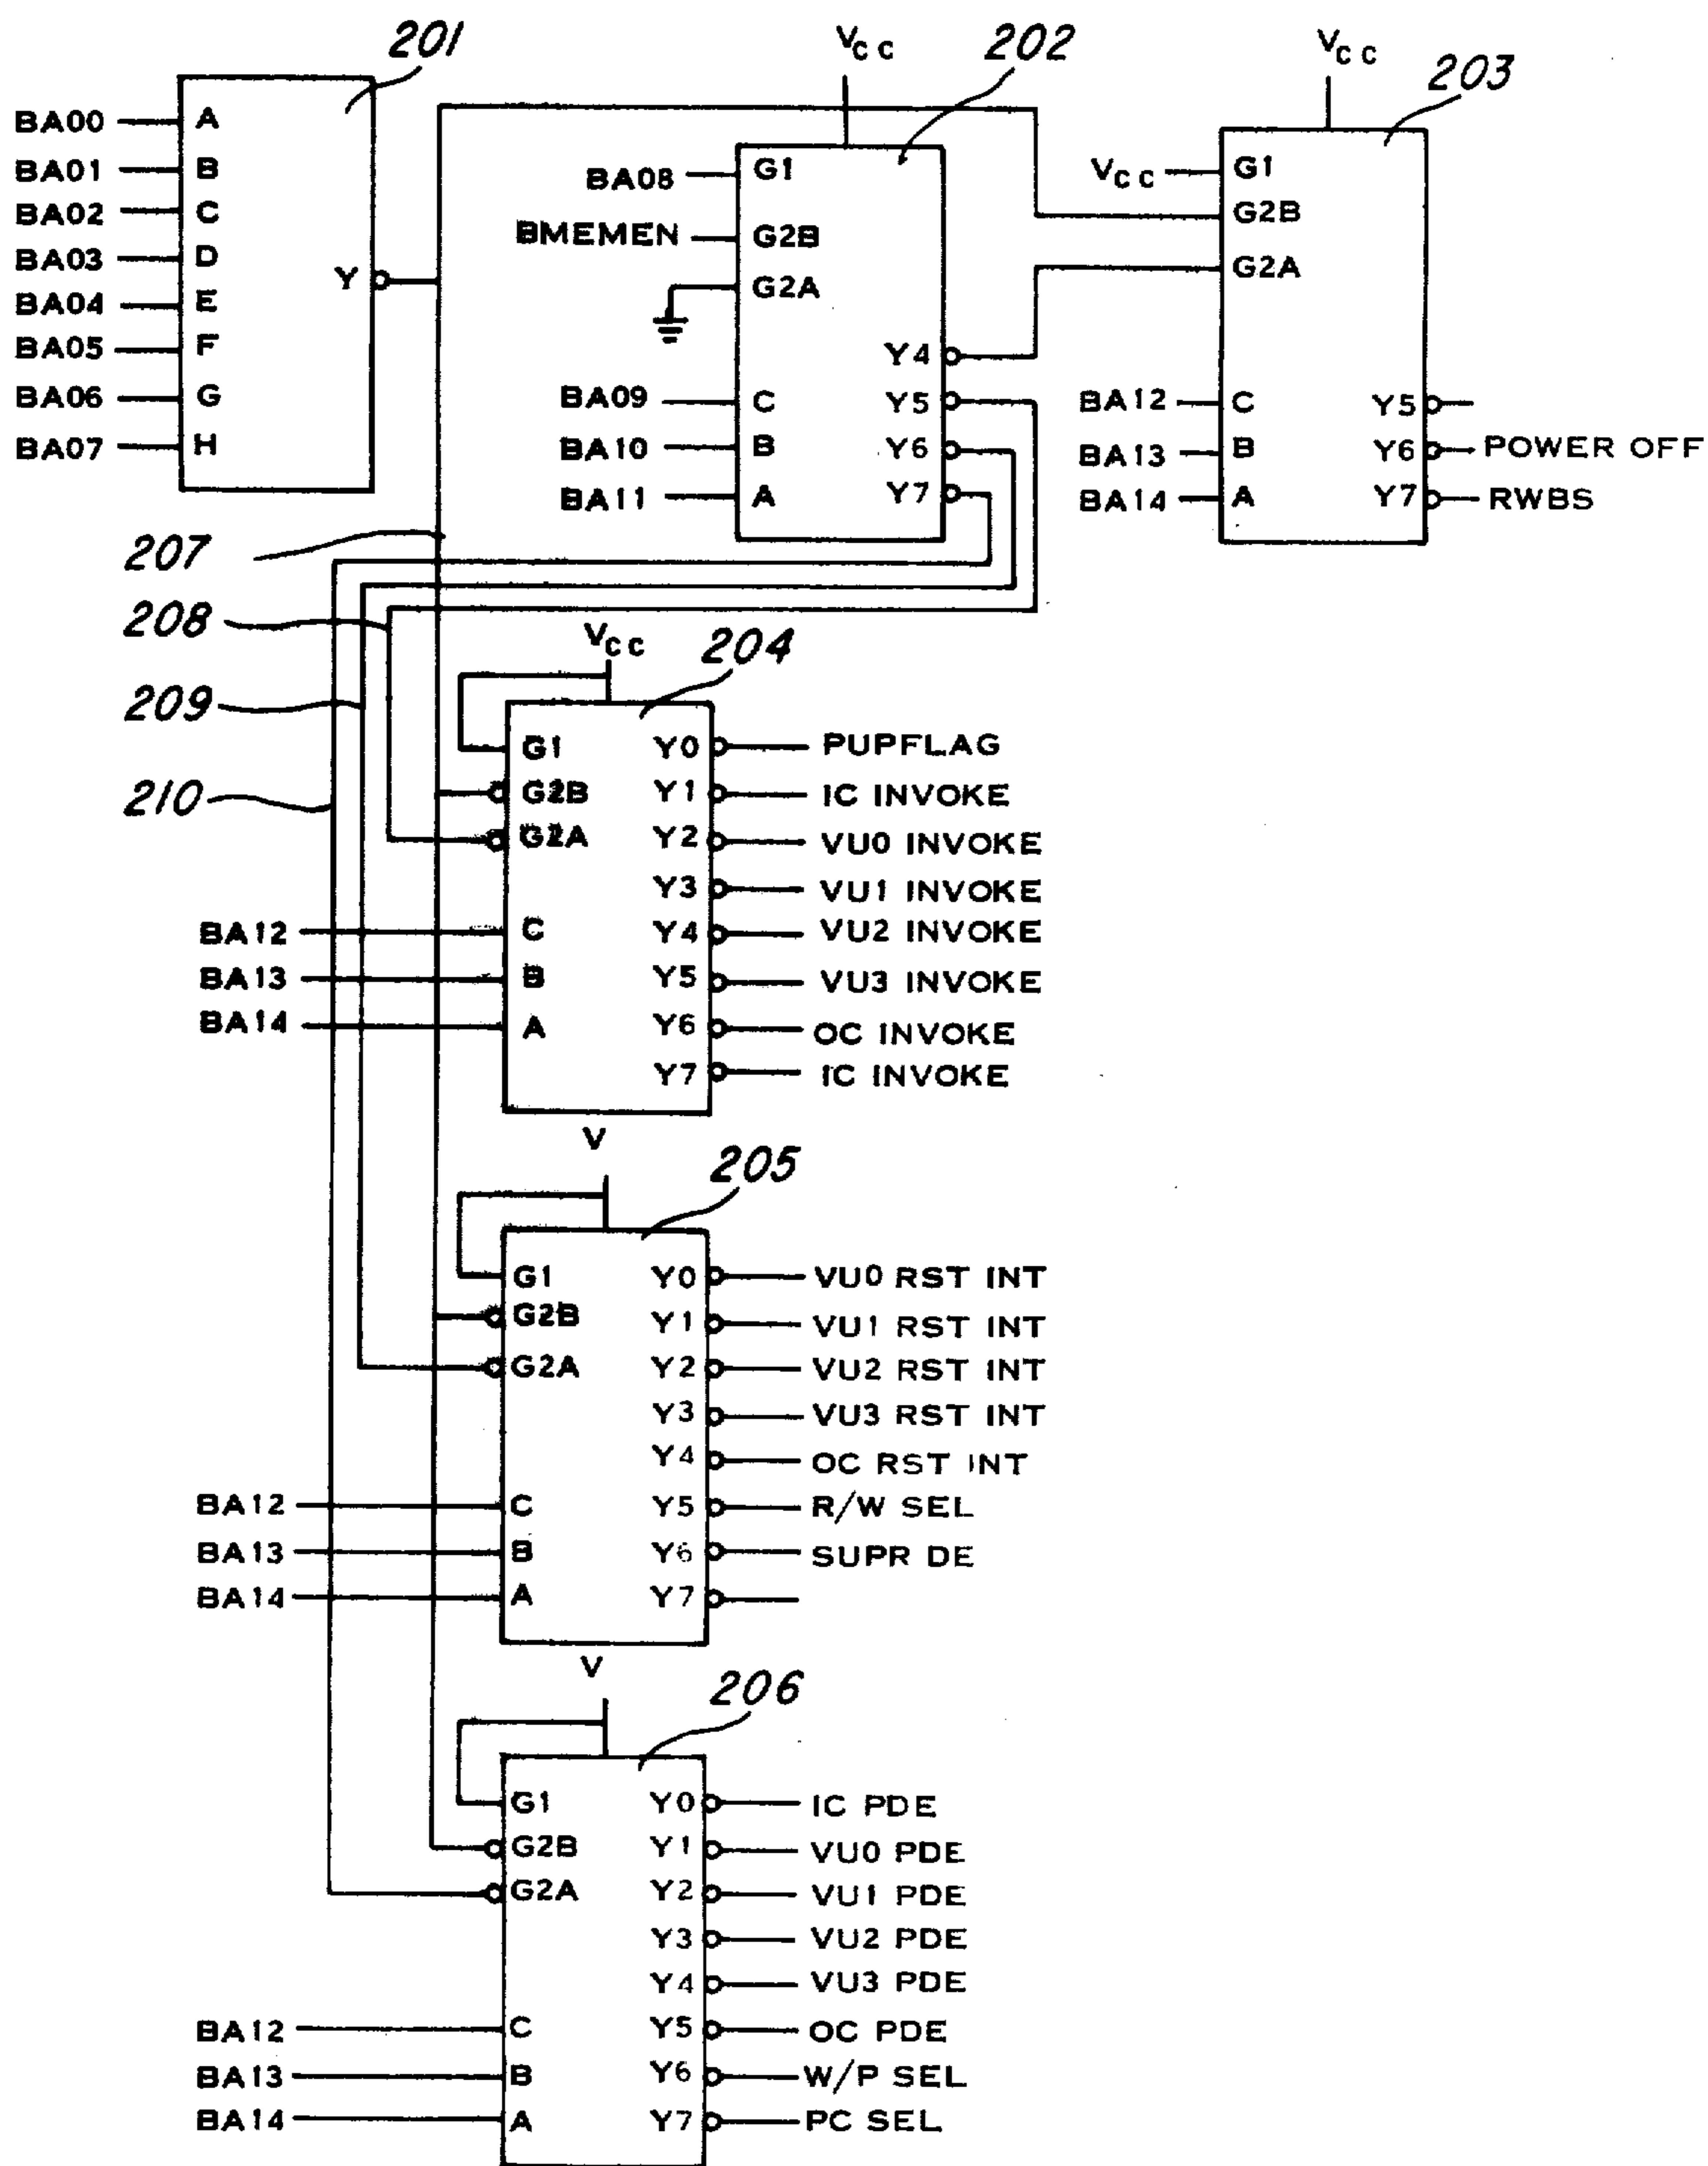 201
BA00 A
BA01 B
BA02 C
BA03 D
BA04 E
BA05 F
BA06 G
BA07 H
Y
VCC
202
BA08 G1
BMEMEN G2B
G2A
BA09 C
BA10 B
BA11 A
Y4
Y5
Y6
Y7
VCC
203
VCC G1
G2B
G2A
BA12 C
BA13 B
BA14 A
Y5
Y6 POWER OFF
Y7 RWBS
207
208
209
210
VCC
204
G1
G2B
G2A
BA12 C
BA13 B
BA14 A
Y0 PUPFLAG
Y1 IC INVOKE
Y2 VU0 INVOKE
Y3 VU1 INVOKE
Y4 VU2 INVOKE
Y5 VU3 INVOKE
Y6 OC INVOKE
Y7 IC INVOKE
V
205
G1
G2B
G2A
BA12 C
BA13 B
BA14 A
Y0 VU0 RST INT
Y1 VU1 RST INT
Y2 VU2 RST INT
Y3 VU3 RST INT
Y4 OC RST INT
Y5 R/W SEL
Y6 SUPR DE
Y7
V
206
G1
G2B
G2A
BA12 C
BA13 B
BA14 A
Y0 IC PDE
Y1 VU0 PDE
Y2 VU1 PDE
Y3 VU2 PDE
Y4 VU3 PDE
Y5 OC PDE
Y6 W/P SEL
Y7 PC SEL